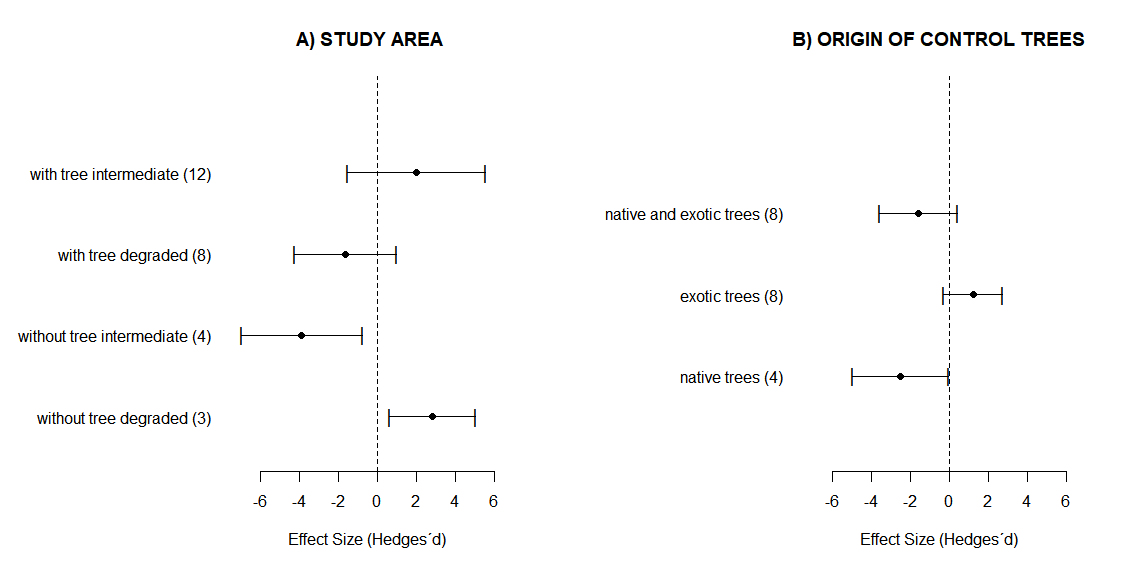 A) STUDY AREA
with tree intermediate (12)
with tree degraded (8)
without tree intermediate (4)
without tree degraded (3)
-6 -4 -2 0 2 4 6
Effect Size (Hedges´d)
B) ORIGIN OF CONTROL TREES
native and exotic trees (8)
exotic trees (8)
native trees (4)
-6 -4 -2 0 2 4 6
Effect Size (Hedges´d)